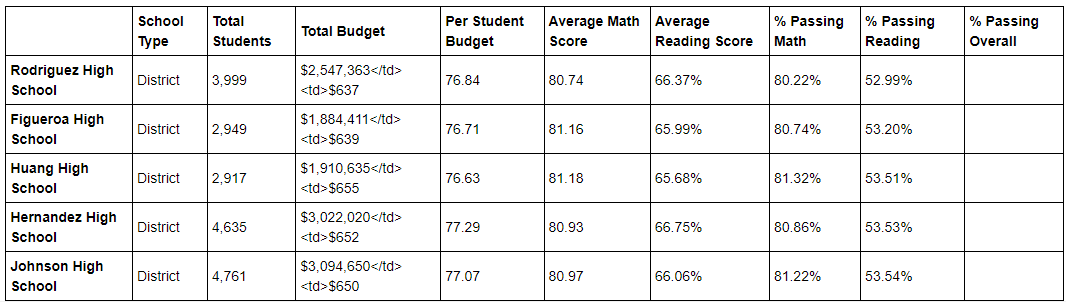 School Type Total Students Total Budget Per Student Budget Average Math Score Average Reading Score % Passing Math % Passing Reading % Passing Overall
Rodriguez High School District 3,999 $2,547,363</td> <td>$637 76.84 80.74 66.37% 80.22% 52.99%
Figueroa High School District 2,949 $1,884,411</td> <td>$639 76.71 81.16 65.99% 80.74% 53.20%
Huang High School District 2,917 $1,910,635</td> <td>$655 76.63 81.18 65.68% 81.32% 53.51%
Hernandez High School District 4,635 $3,022,020</td> <td>$652 77.29 80.93 66.75% 80.86% 53.53%
Johnson High School District 4,761 $3,094,650</td> <td>$650 77.07 80.97 66.06% 81.22% 53.54%